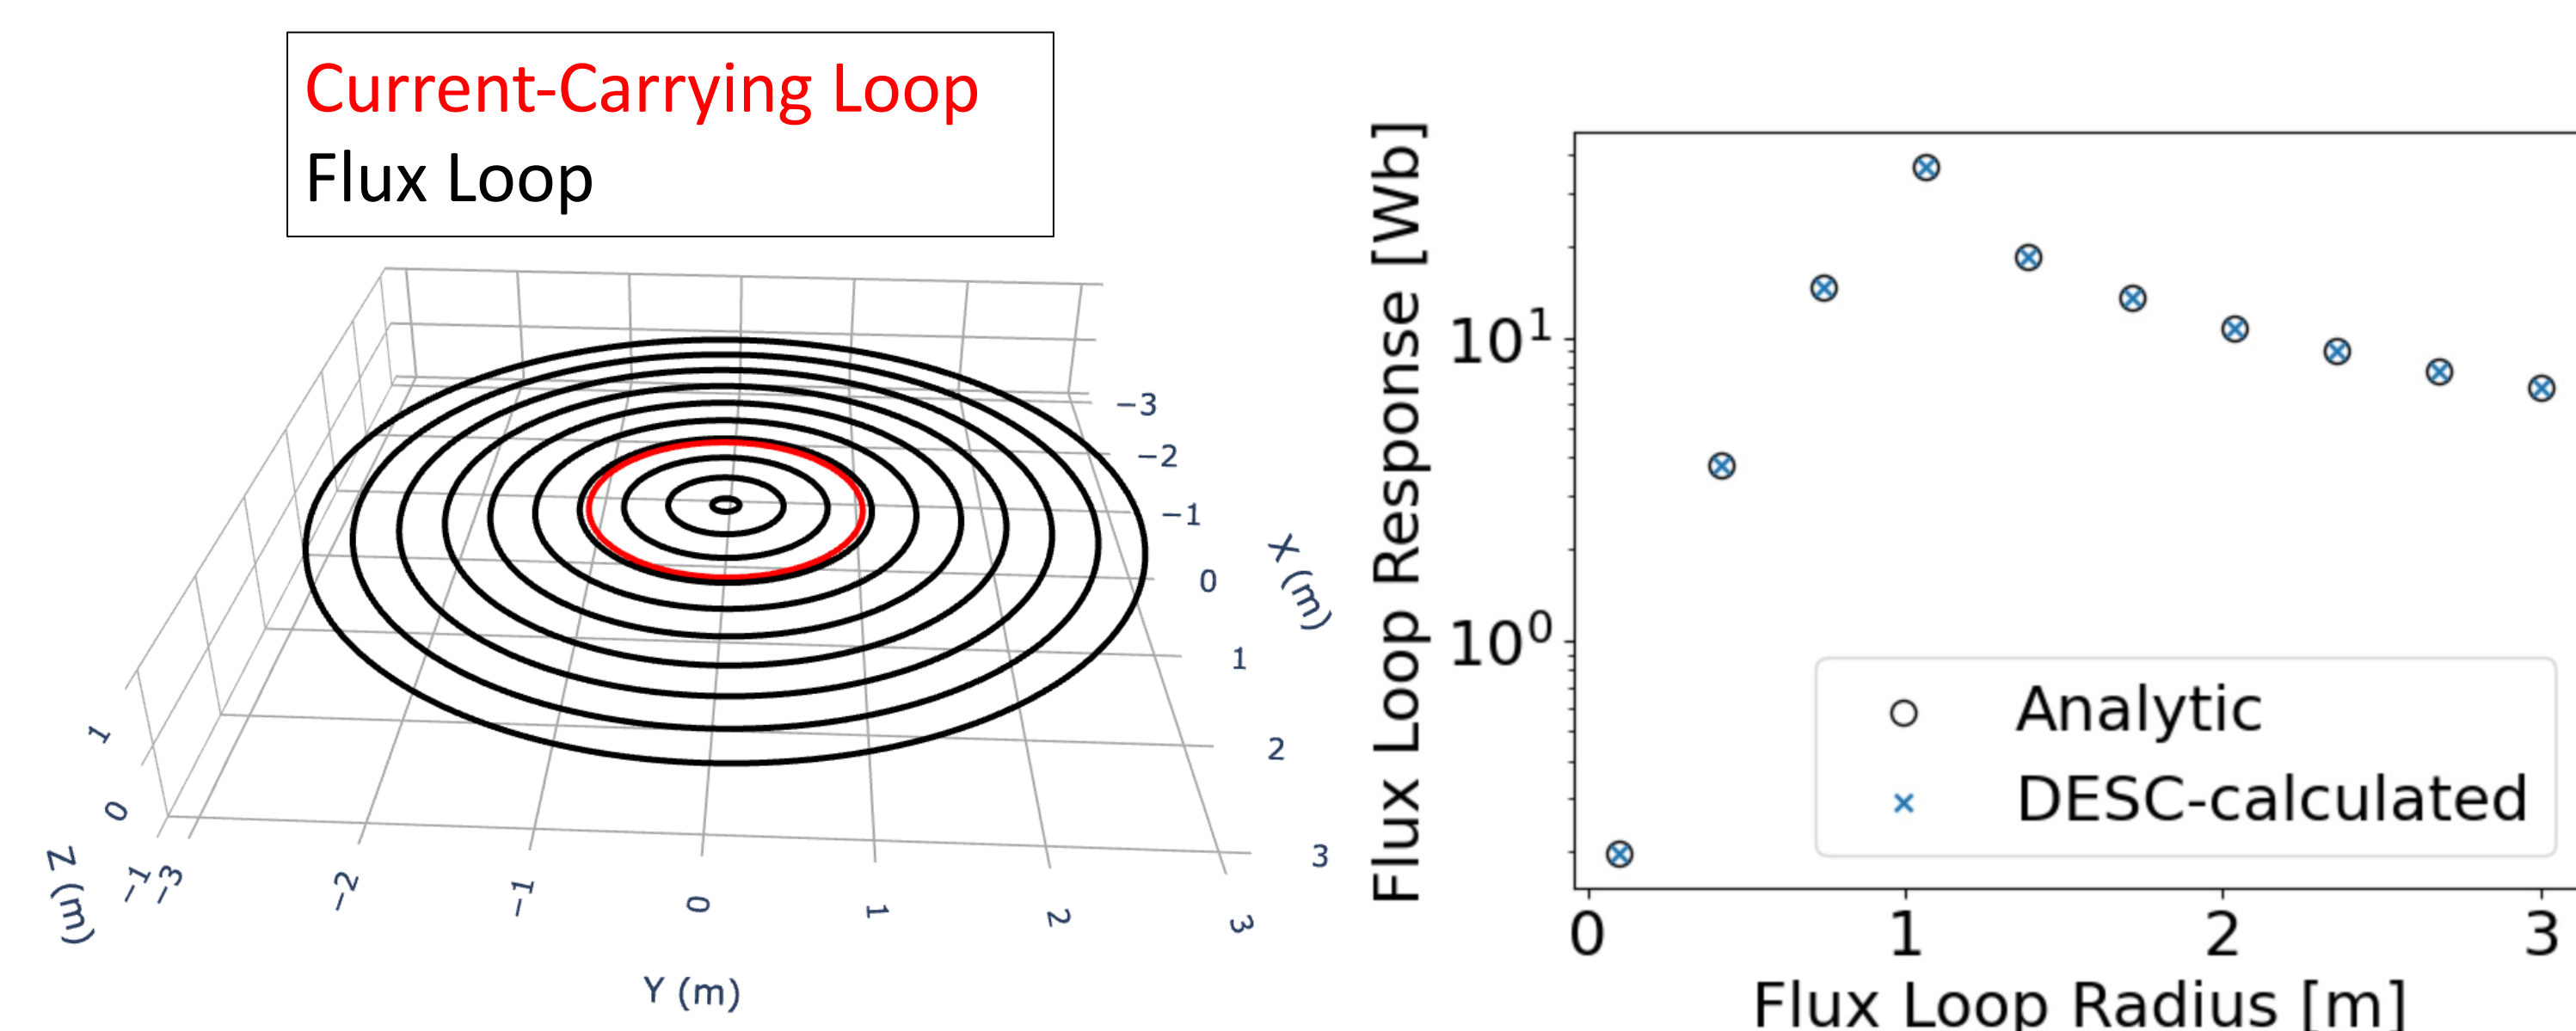 Current-Carrying Loop
Flux Loop
−3
−2
−1
0
1
2
3
X (m)
1
0
−1
Z (m)
−3
−2
−1
0
1
2
3
Y (m)
Flux Loop Response [Wb]
10¹
10⁰
Analytic
DESC-calculated
0
1
2
3
Flux Loop Radius [m]